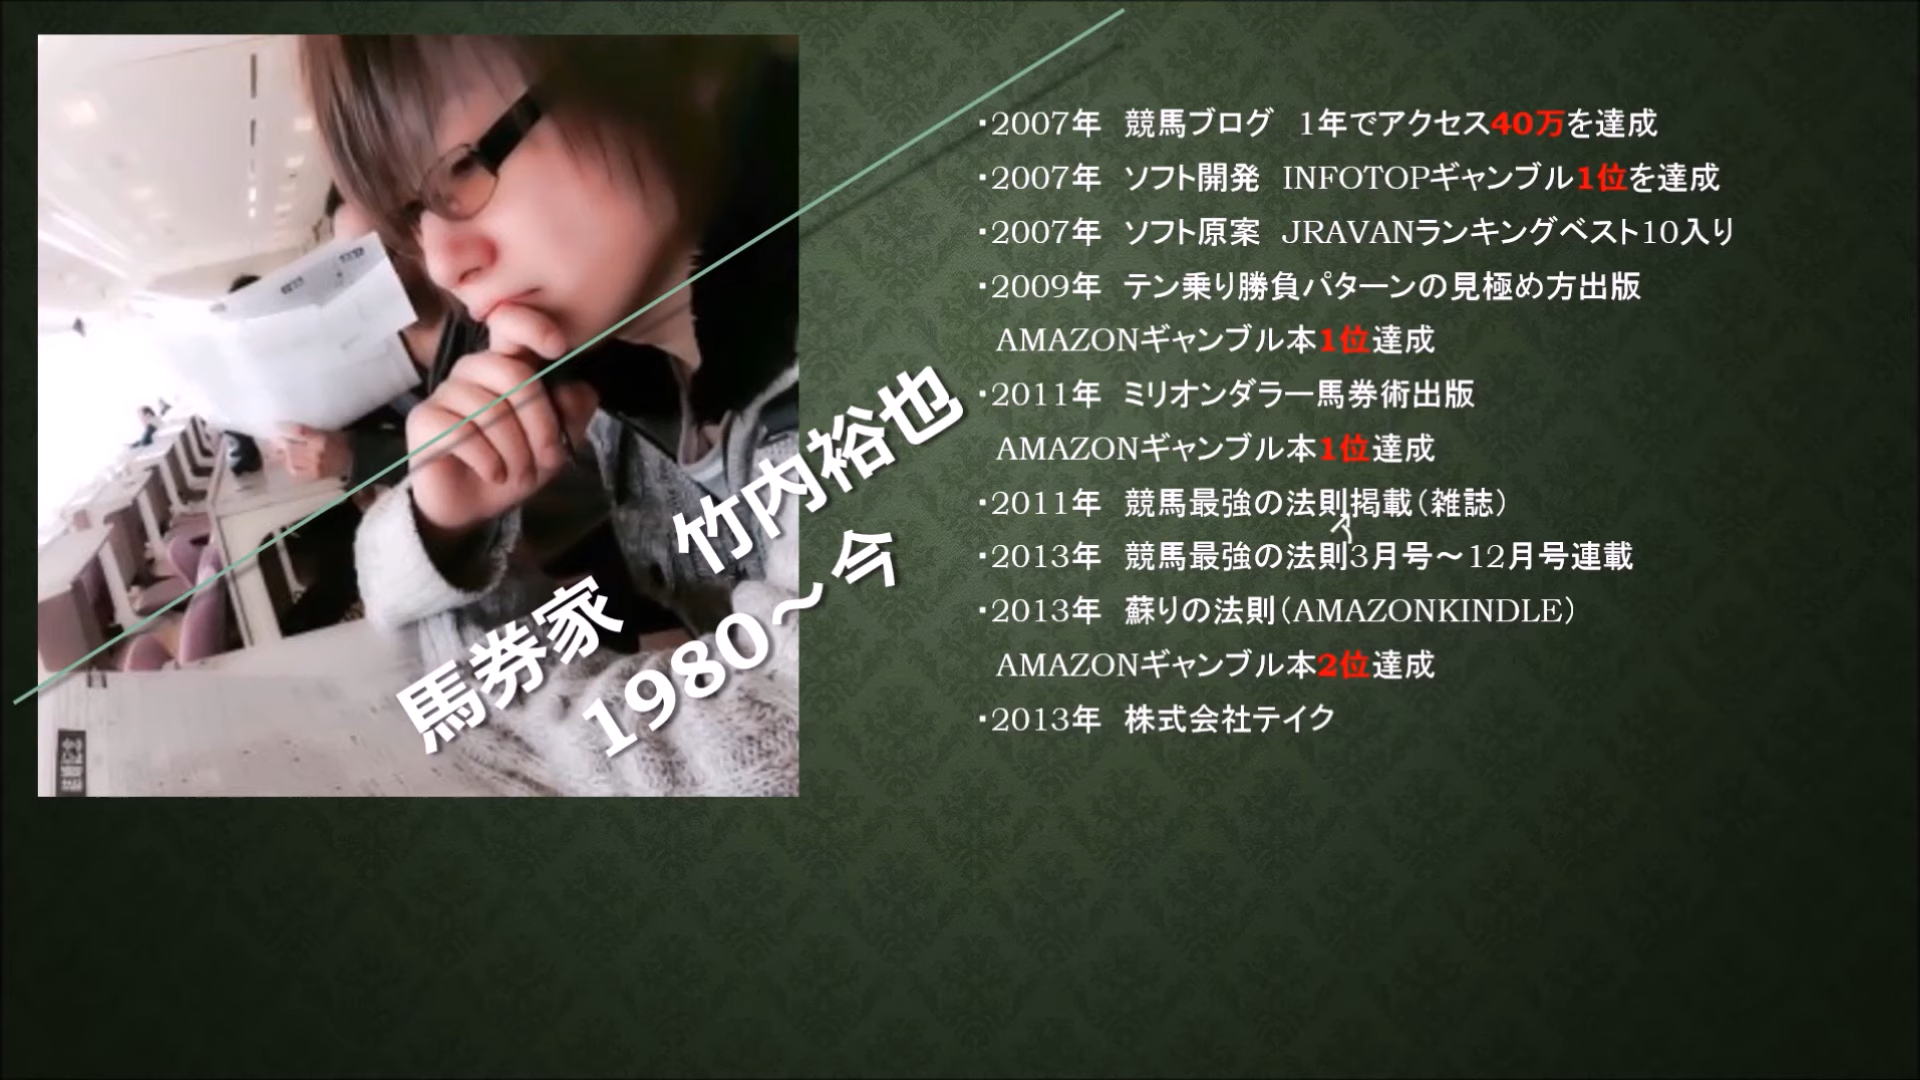 馬券家　竹内裕也
1980～今
・2007年　競馬ブログ　1年でアクセス40万を達成
・2007年　ソフト開発　INFOTOPギャンブル1位を達成
・2007年　ソフト原案　JRAVANランキングベスト10入り
・2009年　テン乗り勝負パターンの見極め方出版
AMAZONギャンブル本1位達成
・2011年　ミリオンダラー馬券術出版
AMAZONギャンブル本1位達成
・2011年　競馬最強の法則掲載（雑誌）
・2013年　競馬最強の法則3月号～12月号連載
・2013年　蘇りの法則（AMAZONKINDLE）
AMAZONギャンブル本2位達成
・2013年　株式会社テイク